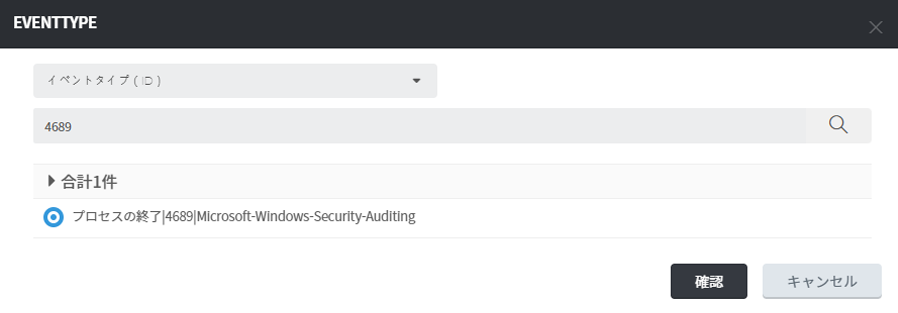 EVENTTYPE
イベントタイプ ( ID )
4689
合計1件
プロセスの終了|4689|Microsoft-Windows-Security-Auditing
確認 キャンセル